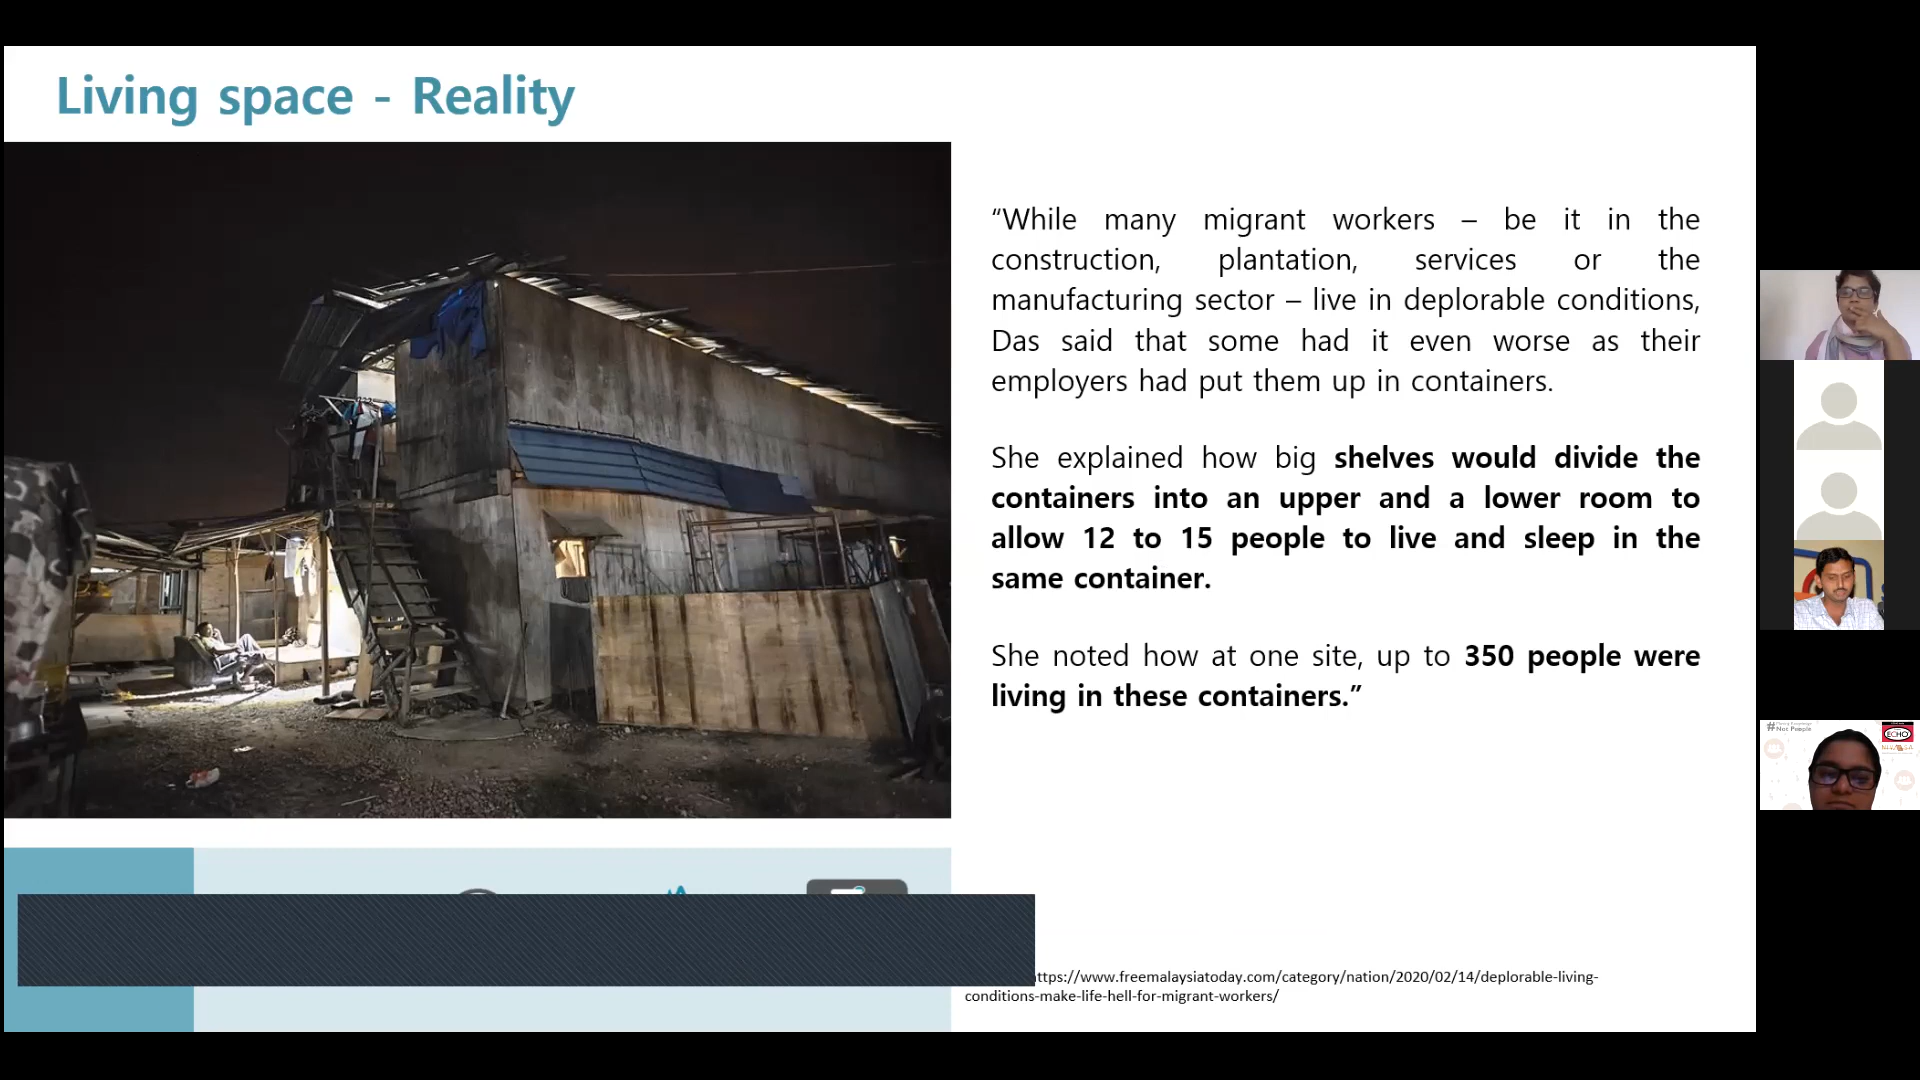 Living space - Reality
“While many migrant workers – be it in the
construction, plantation, services or the
manufacturing sector – live in deplorable conditions,
Das said that some had it even worse as their
employers had put them up in containers.
She explained how big shelves would divide the
containers into an upper and a lower room to
allow 12 to 15 people to live and sleep in the
same container.
She noted how at one site, up to 350 people were
living in these containers.”
ttps://www.freemalaysiatoday.com/category/nation/2020/02/14/deplorable-living-
conditions-make-life-hell-for-migrant-workers/
Not People
ECHO